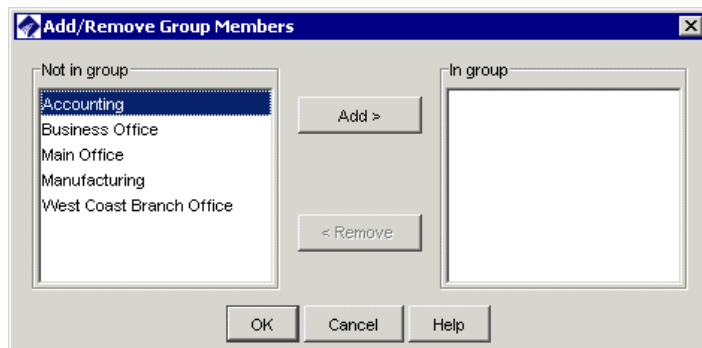 Add/Remove Group Members
Not in group
Accounting
Business Office
Main Office
Manufacturing
West Coast Branch Office
Add >
< Remove
In group
OK
Cancel
Help